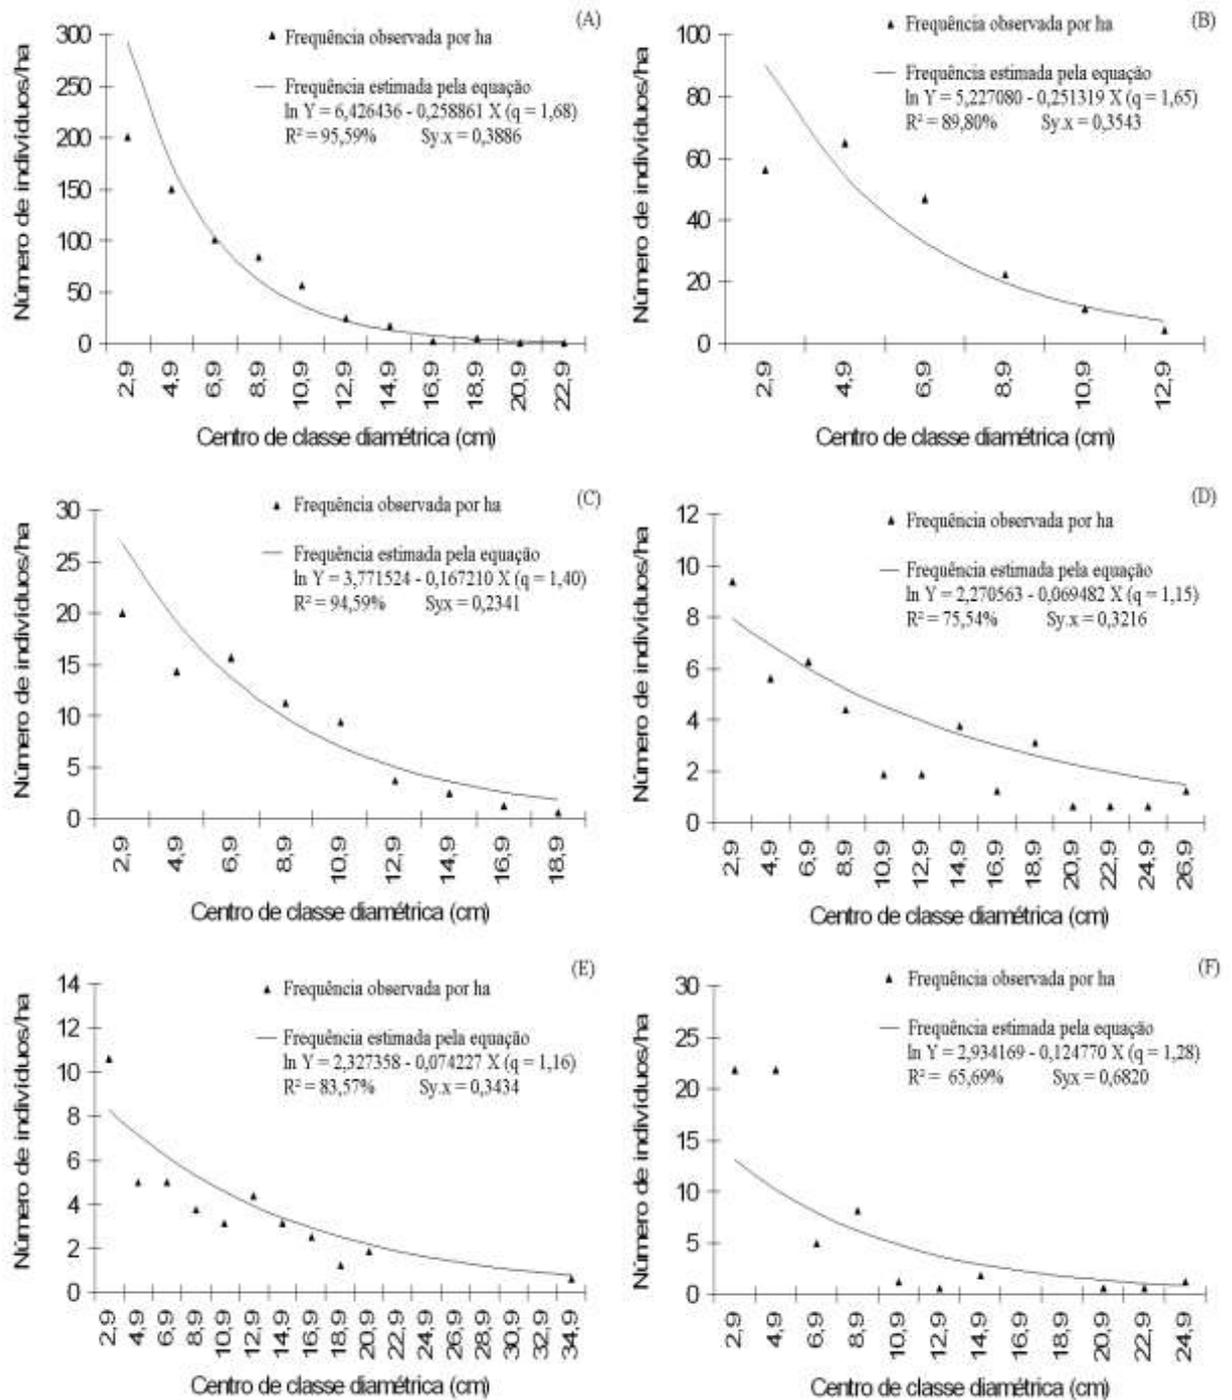 (A)
▲ Frequência observada por ha
Frequência estimada pela equação
ln Y = 6,426436 - 0,258861 X (q = 1,68)
R² = 95,59% Sy.x = 0,3886
Número de indivíduos/ha
300
250
200
150
100
50
0
2,9 4,9 6,9 8,9 10,9 12,9 14,9 16,9 18,9 20,9 22,9
Centro de classe diamétrica (cm)
(B)
▲ Frequência observada por ha
Frequência estimada pela equação
ln Y = 5,227080 - 0,251319 X (q = 1,65)
R² = 89,80% Sy.x = 0,3543
Número de indivíduos/ha
100
80
60
40
20
0
2,9 4,9 6,9 8,9 10,9 12,9
Centro de classe diamétrica (cm)
(C)
▲ Frequência observada por ha
Frequência estimada pela equação
ln Y = 3,771524 - 0,167210 X (q = 1,40)
R² = 94,59% Syx = 0,2341
Número de indivíduos/ha
30
25
20
15
10
5
0
2,9 4,9 6,9 8,9 10,9 12,9 14,9 16,9 18,9
Centro de classe diamétrica (cm)
(D)
▲ Frequência observada por ha
Frequência estimada pela equação
ln Y = 2,270563 - 0,069482 X (q = 1,15)
R² = 75,54% Sy.x = 0,3216
Número de indivíduos/ha
12
10
8
6
4
2
0
2,9 4,9 6,9 8,9 10,9 12,9 14,9 16,9 18,9 20,9 22,9 24,9 26,9
Centro de classe diamétrica (cm)
(E)
▲ Frequência observada por ha
Frequência estimada pela equação
ln Y = 2,327358 - 0,074227 X (q = 1,16)
R² = 83,57% Sy.x = 0,3434
Número de indivíduos/ha
14
12
10
8
6
4
2
0
2,9 4,9 6,9 8,9 10,9 12,9 14,9 16,9 18,9 20,9 22,9 24,9 26,9 28,9 30,9 32,9 34,9
Centro de classe diamétrica (cm)
(F)
▲ Frequência observada por ha
Frequência estimada pela equação
ln Y = 2,934169 - 0,124770 X (q = 1,28)
R² = 65,69% Syx = 0,6820
Número de indivíduos/ha
30
25
20
15
10
5
0
2,9 4,9 6,9 8,9 10,9 12,9 14,9 16,9 18,9 20,9 22,9 24,9
Centro de classe diamétrica (cm)